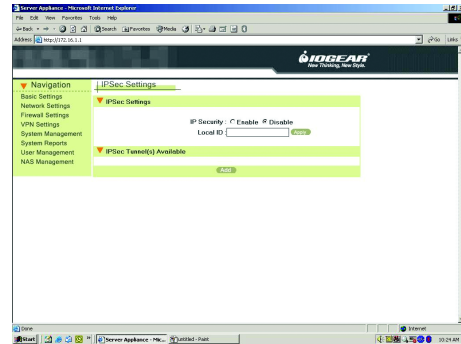 Server Appliance - Microsoft Internet Explorer
File Edit View Favorites Tools Help
Back Search Favorites Media
Address http://172.16.1.1 Go Links
IOGEAR
New Thinking, New Style.
Navigation
Basic Settings
Network Settings
Firewall Settings
VPN Settings
System Management
System Reports
User Management
NAS Management
IPSec Settings
IPSec Settings
IP Security : Enable Disable
Local ID : Apply
IPSec Tunnel(s) Available
Add
Done Internet
Start Server Appliance - Mic... untitled - Paint 10:29 AM